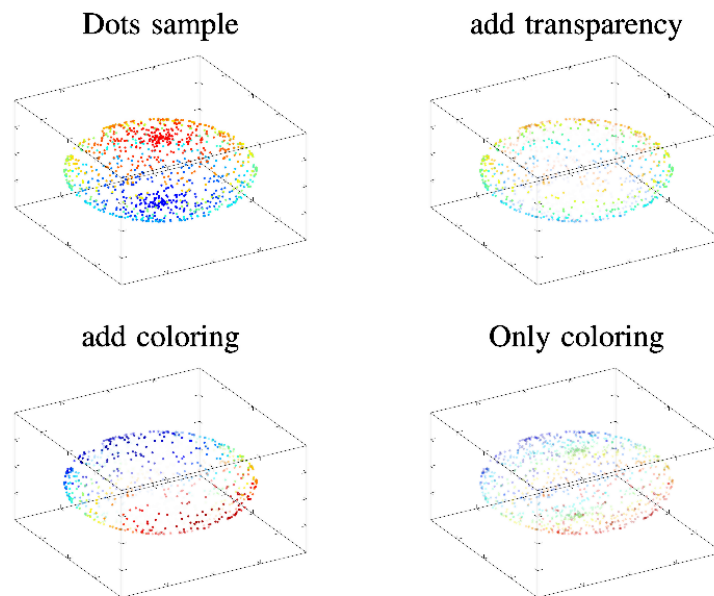 Dots sample
add transparency
add coloring
Only coloring